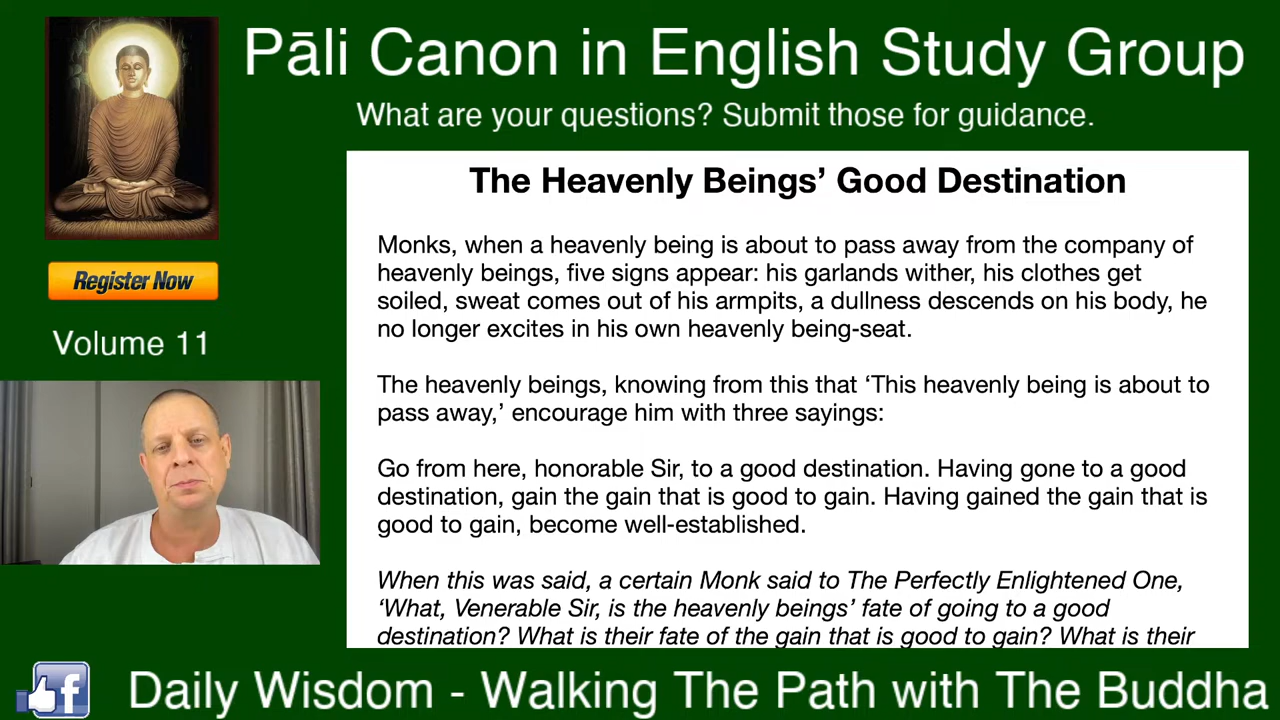 Pāli Canon in English Study Group
What are your questions? Submit those for guidance.
Register Now
Volume 11
The Heavenly Beings’ Good Destination
Monks, when a heavenly being is about to pass away from the company of
heavenly beings, five signs appear: his garlands wither, his clothes get
soiled, sweat comes out of his armpits, a dullness descends on his body, he
no longer excites in his own heavenly being-seat.
The heavenly beings, knowing from this that ‘This heavenly being is about to
pass away,’ encourage him with three sayings:
Go from here, honorable Sir, to a good destination. Having gone to a good
destination, gain the gain that is good to gain. Having gained the gain that is
good to gain, become well-established.
When this was said, a certain Monk said to The Perfectly Enlightened One,
‘What, Venerable Sir, is the heavenly beings’ fate of going to a good
destination? What is their fate of the gain that is good to gain? What is their
f
Daily Wisdom - Walking The Path with The Buddha